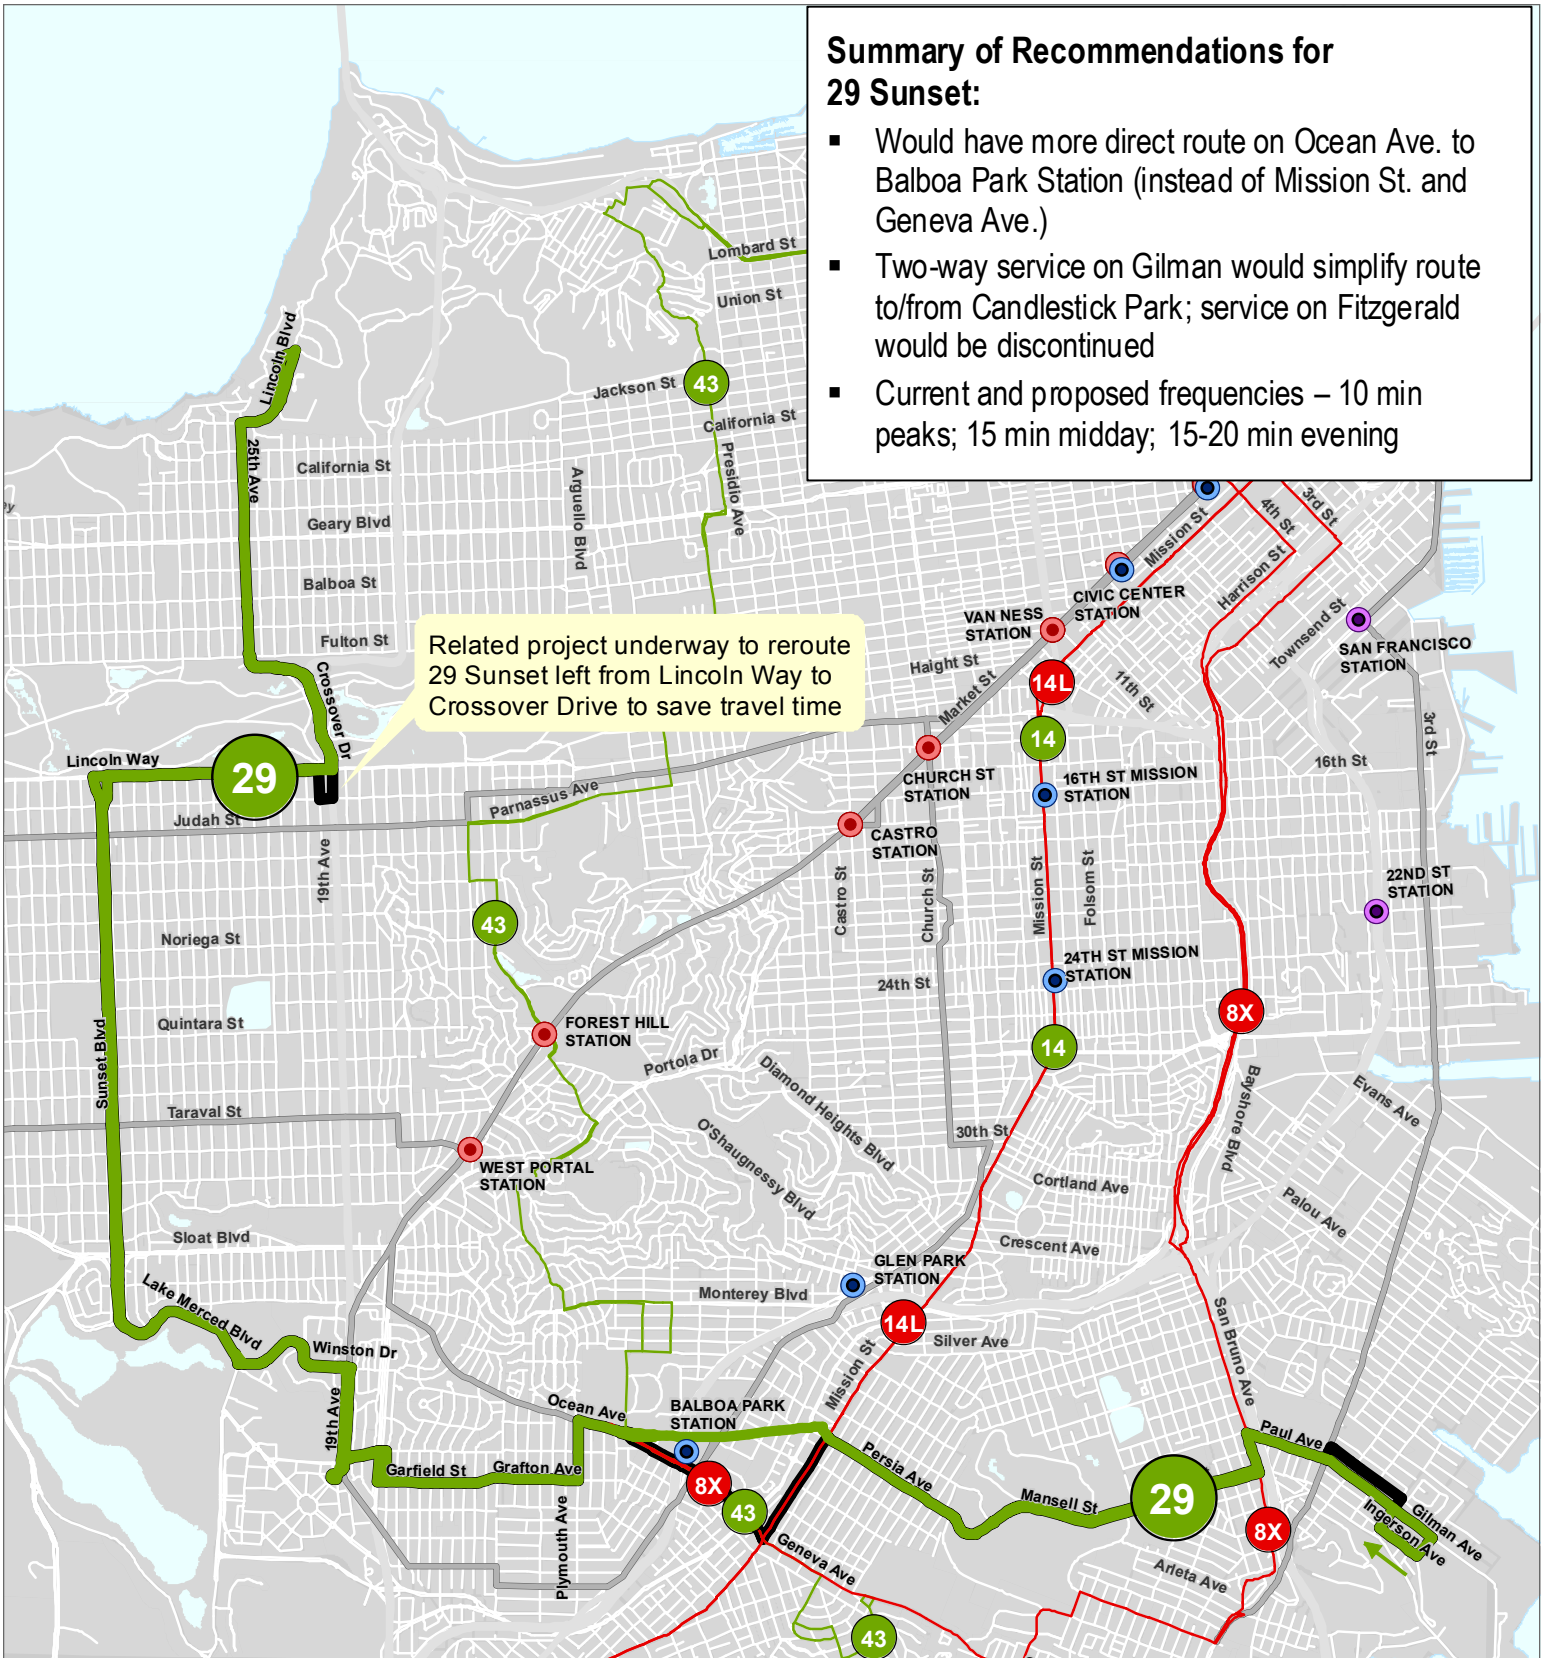 Summary of Recommendations for
29 Sunset:
▪ Would have more direct route on Ocean Ave. to
Balboa Park Station (instead of Mission St. and
Geneva Ave.)
▪ Two-way service on Gilman would simplify route
to/from Candlestick Park; service on Fitzgerald
would be discontinued
▪ Current and proposed frequencies – 10 min
peaks; 15 min midday; 15-20 min evening
Lombard St
Union St
Lincoln Blvd
Jackson St
43
California St
25th Ave
California St
Arguello Blvd
Presidio Ave
Geary Blvd
Balboa St
Fulton St
Mission St
4th St
3rd St
Harrison St
CIVIC CENTER
STATION
VAN NESS
STATION
Townsend St
SAN FRANCISCO
STATION
Related project underway to reroute
29 Sunset left from Lincoln Way to
Crossover Drive to save travel time
Crossover Dr
Haight St
Market St
14L
11th St
14
3rd St
16th St
Lincoln Way
29
Judah St
Parnassus Ave
CHURCH ST
STATION
16TH ST MISSION
STATION
CASTRO
STATION
19th Ave
Castro St
Church St
Mission St
Folsom St
22ND ST
STATION
43
Noriega St
24TH ST MISSION
STATION
24th St
Quintara St
FOREST HILL
STATION
8X
14
Sunset Blvd
Portola Dr
Diamond Heights Blvd
O'Shaugnessy Blvd
Bayshore Blvd
Evans Ave
Taraval St
30th St
WEST PORTAL
STATION
Cortland Ave
Palou Ave
Sloat Blvd
Crescent Ave
GLEN PARK
STATION
Monterey Blvd
Lake Merced Blvd
Winston Dr
14L
Silver Ave
Mission St
San Bruno Ave
Ocean Ave
BALBOA PARK
STATION
19th Ave
Garfield St
Grafton Ave
Plymouth Ave
8X
43
Persia Ave
Mansell St
29
Paul Ave
Gilman Ave
Ingerson Ave
8X
Geneva Ave
Arleta Ave
43